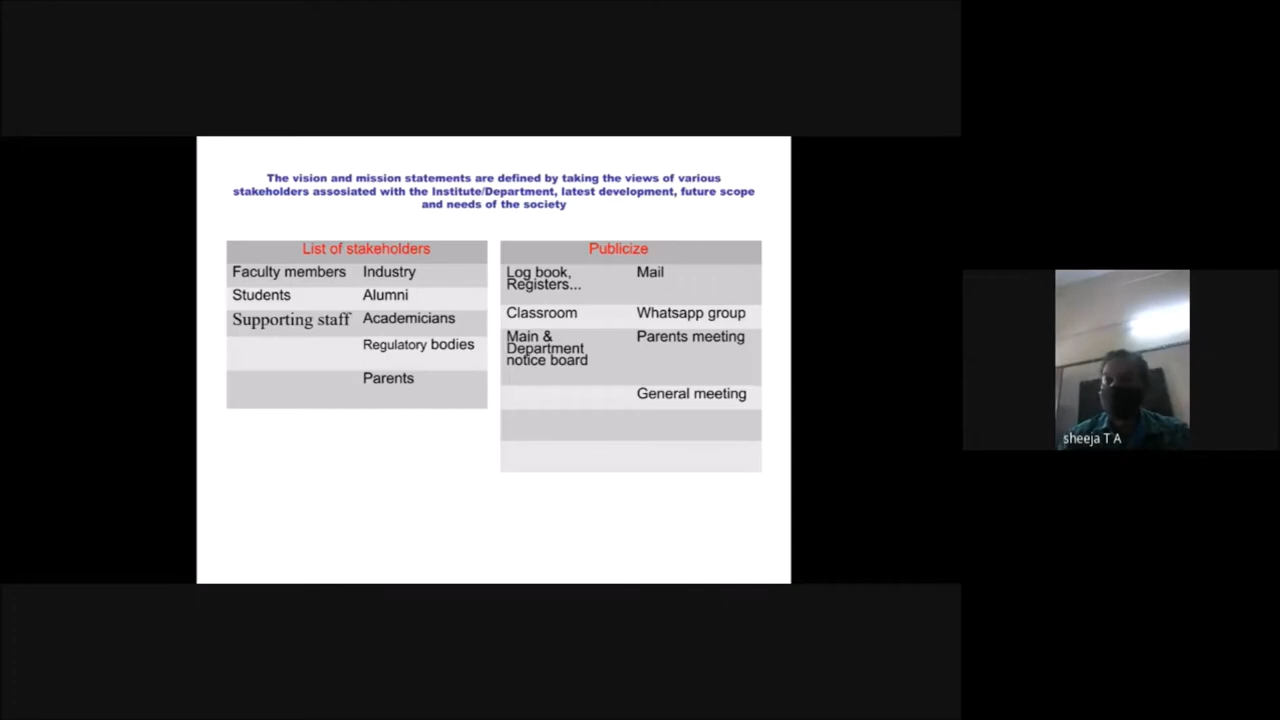 The vision and mission statements are defined by taking the views of various
stakeholders assosiated with the Institute/Department, latest development, future scope
and needs of the society
List of stakeholders
Faculty members Industry
Students Alumni
Supporting staff Academicians
Regulatory bodies
Parents
Publicize
Log book, Mail
Registers...
Classroom Whatsapp group
Main & Parents meeting
Department
notice board
General meeting
sheeja T A